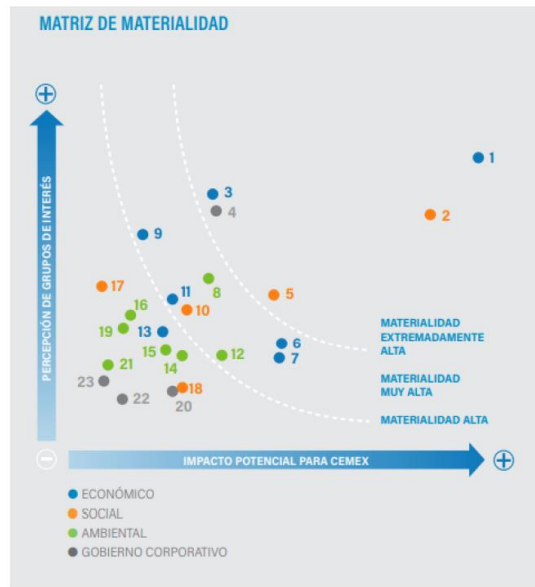 MATRIZ DE MATERIALIDAD
+
PERCEPCIÓN DE GRUPOS DE INTERÉS
1
3
4
2
9
17
8
11
5
16
10
19
13
6
15
12
7
21
14
23
18
22
20
MATERIALIDAD
EXTREMADAMENTE
ALTA
MATERIALIDAD
MUY ALTA
MATERIALIDAD ALTA
−
IMPACTO POTENCIAL PARA CEMEX
+
ECONÓMICO
SOCIAL
AMBIENTAL
GOBIERNO CORPORATIVO